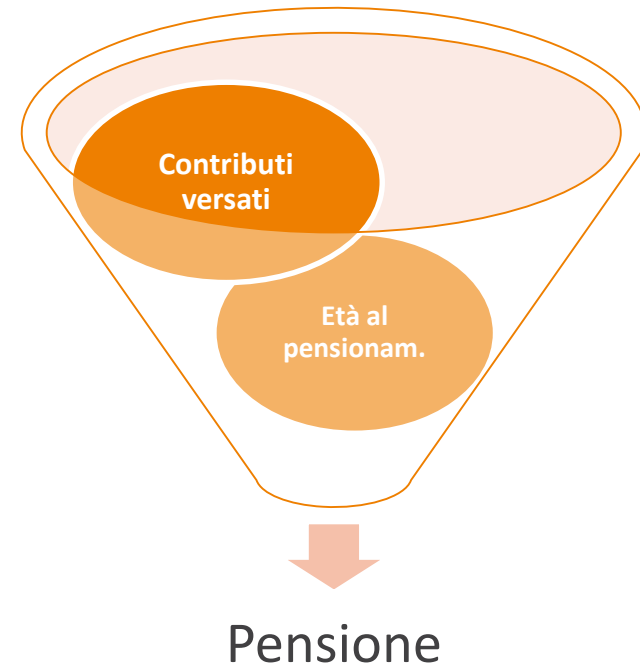 Contributi
versati
Età al
pensionam.
Pensione